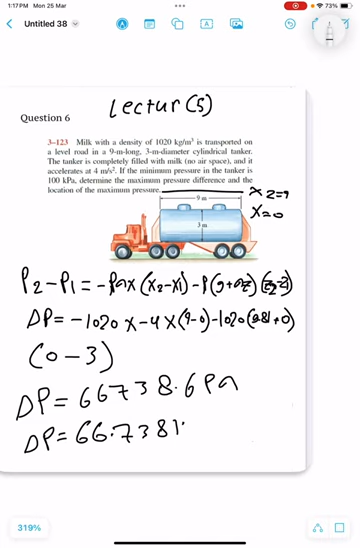 1:17 PM Mon 25 Mar
73%
Untitled 38
Lectur (5)
Question 6
3–123 Milk with a density of 1020 kg/m³ is transported on
a level road in a 9-m-long, 3-m-diameter cylindrical tanker.
The tanker is completely filled with milk (no air space), and it
accelerates at 4 m/s². If the minimum pressure in the tanker is
100 kPa, determine the maximum pressure difference and the
location of the maximum pressure.
9 m
x2=9
x=0
3 m
P2-P1=-ρax(x2-x1)-ρ(g+az)(z2-z1)
ΔP=-1020x-4x(9-0)-1020(9.81+0)
(0-3)
ΔP=66738.6Pa
ΔP=66.7381.
319%